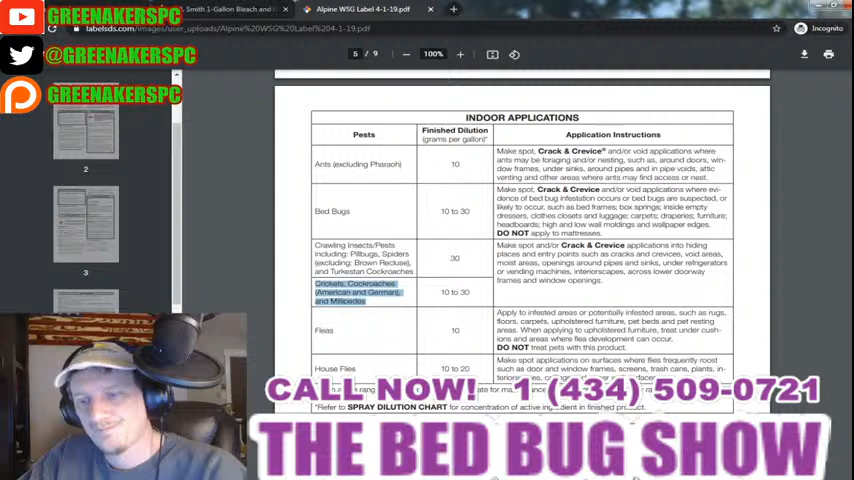 Smith 1-Gallon Bleach and
Alpine WSG Label 4-1-19.pdf
labelsds.com/images/user_uploads/Alpine%20WSG%20Label%204-1-19.pdf
Incognito
GREENAKERSPC
@GREENAKERSPC
GREENAKERSPC
5 / 9
100%
2
3
INDOOR APPLICATIONS
Pests
Finished Dilution
(grams per gallon)*
Application Instructions
Ants (excluding Pharaoh)
10
Make spot, Crack & Crevice® and/or void applications where
ants may be foraging and/or nesting, such as, around doors, win-
dow frames, under sinks, around pipes and in pipe voids, attic
venting and other areas where ants may find access or nest.
Bed Bugs
10 to 30
Make spot, Crack & Crevice and/or void applications where evi-
dence of bed bug infestation occurs or bed bugs are suspected, or
likely to occur, such as bed frames; box springs; inside empty
dressers, clothes closets and luggage; carpets; draperies; furniture;
headboards; high and low wall moldings and wallpaper edges.
DO NOT apply to mattresses.
Crawling Insects/Pests
including: Pillbugs, Spiders
(excluding: Brown Recluse),
and Turkestan Cockroaches
30
Make spot and/or Crack & Crevice applications into hiding
places and entry points such as cracks and crevices, void areas,
moist areas, openings around pipes and sinks, under refrigerators
or vending machines, interiorscapes, across lower doorway
frames and window openings.
Crickets, Cockroaches
(American and German),
and Millipedes
10 to 30
Fleas
10
Apply to infested areas or potentially infested areas, such as rugs,
floors, carpets, upholstered furniture, pet beds and pet resting
areas. When applying to upholstered furniture, treat under cush-
ions and areas where flea development can occur.
DO NOT treat pets with this product.
House Flies
10 to 20
Make spot applications on surfaces where flies frequently roost
such as door and window frames, screens, trash cans, plants, in-
*Refer to SPRAY DILUTION CHART for concentration of active ingredient in finished product.
CALL NOW! 1 (434) 509-0721
THE BED BUG SHOW